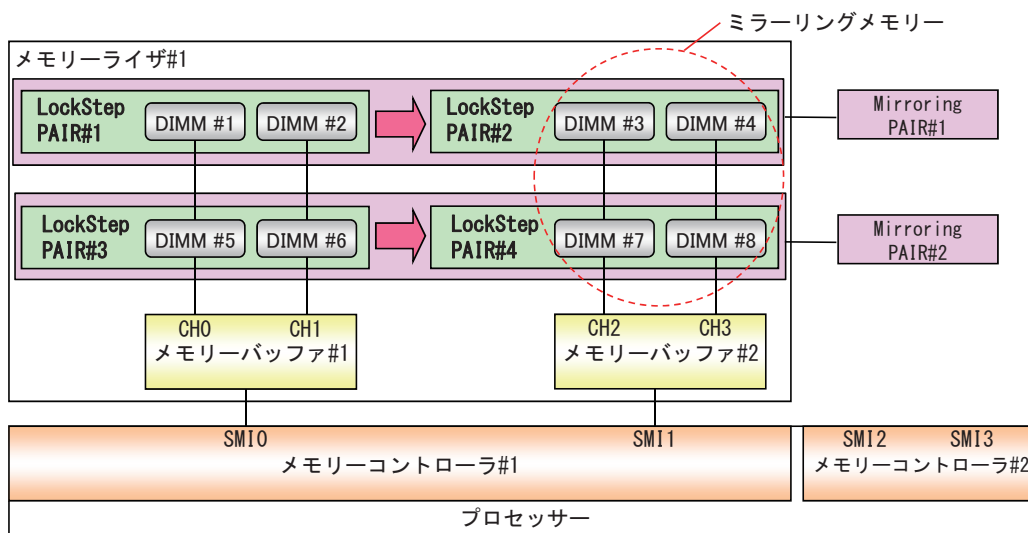 ミラーリングメモリー
メモリーライザ#1
LockStep
PAIR#1
DIMM #1
DIMM #2
LockStep
PAIR#2
DIMM #3
DIMM #4
Mirroring
PAIR#1
LockStep
PAIR#3
DIMM #5
DIMM #6
LockStep
PAIR#4
DIMM #7
DIMM #8
Mirroring
PAIR#2
CH0
CH1
メモリーバッファ#1
CH2
CH3
メモリーバッファ#2
SMI0
SMI1
メモリーコントローラ#1
SMI2
SMI3
メモリーコントローラ#2
プロセッサー